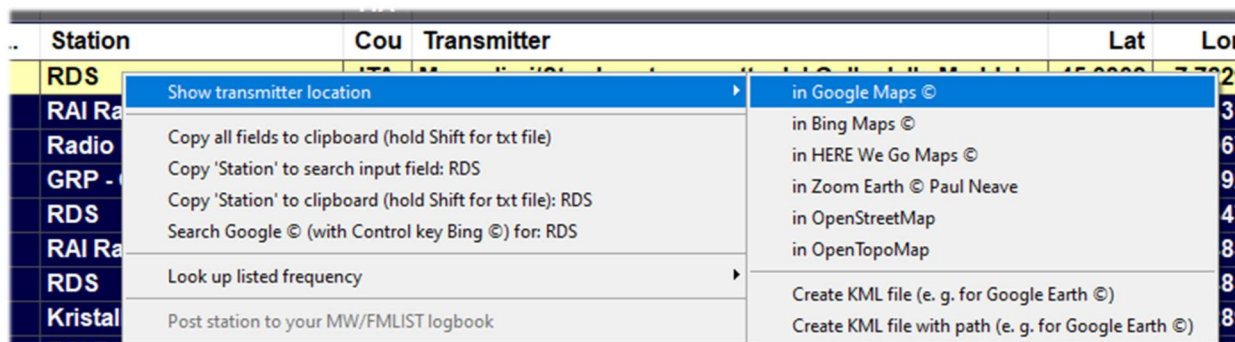 .. Station Cou Transmitter Lat Lo
RDS
Show transmitter location
in Google Maps ©
RAI Ra
in Bing Maps ©
Copy all fields to clipboard (hold Shift for txt file)
Radio
in HERE We Go Maps ©
Copy 'Station' to search input field: RDS
GRP -
in Zoom Earth © Paul Neave
Copy 'Station' to clipboard (hold Shift for txt file): RDS
RDS
in OpenStreetMap
Search Google © (with Control key Bing ©) for: RDS
RAI Ra
in OpenTopoMap
RDS
Look up listed frequency
Create KML file (e. g. for Google Earth ©)
Kristal
Post station to your MW/FMLIST logbook
Create KML file with path (e. g. for Google Earth ©)